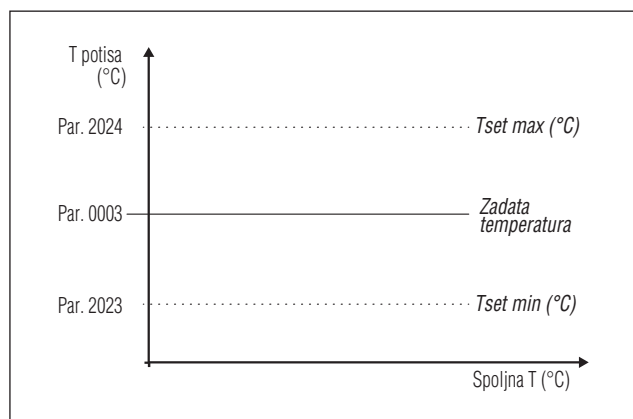 T potisa
(°C)
Par. 2024
Tset max (°C)
Par. 0003
Zadata
temperatura
Par. 2023
Tset min (°C)
Spoljna T (°C)